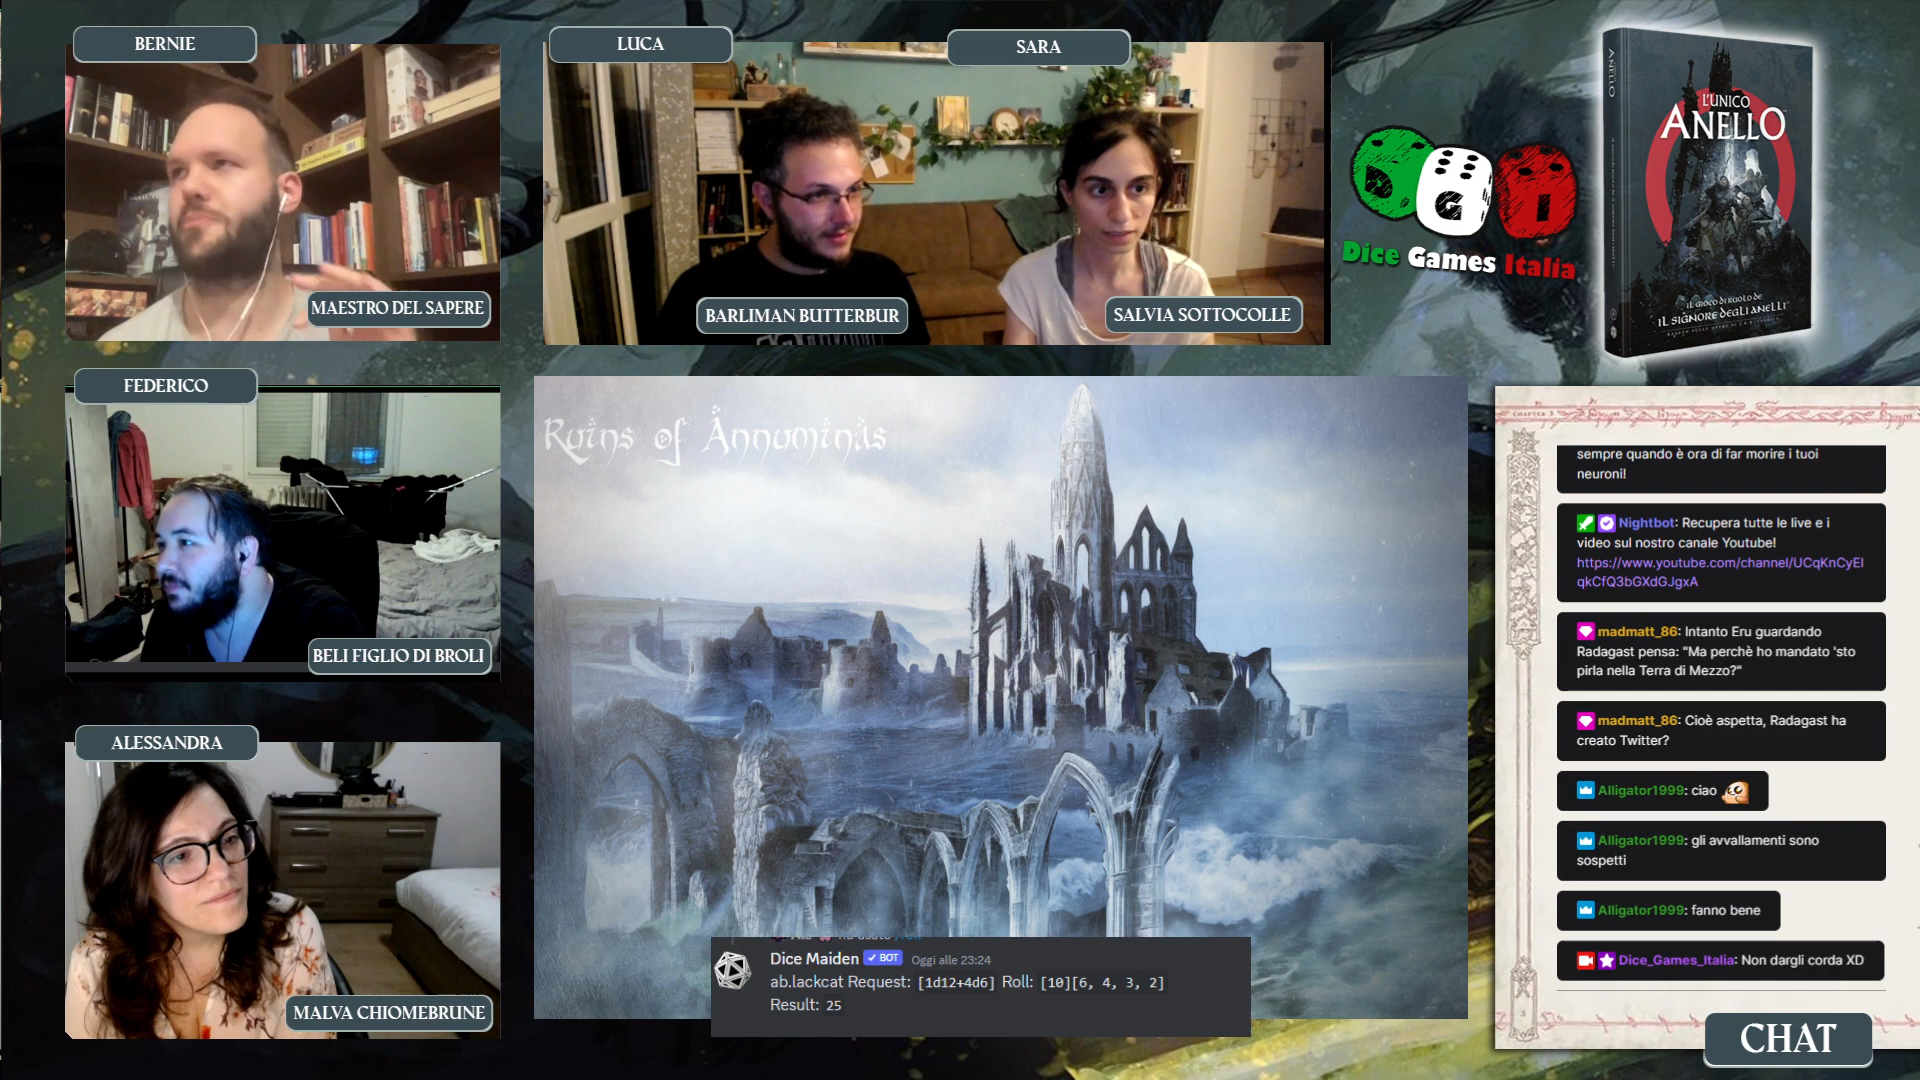 BERNIE
MAESTRO DEL SAPERE
LUCA
SARA
BARLIMAN BUTTERBUR
SALVIA SOTTOCOLLE
D G I
Dice Games Italia
ANELLO
L'UNICO
ANELLO
IL GIOCO DI RUOLO DE
IL SIGNORE DEGLI ANELLI
FEDERICO
BELI FIGLIO DI BROLI
ALESSANDRA
MALVA CHIOMEBRUNE
Ruins of Annuminas
Dice Maiden BOT Oggi alle 23:24
ab.lackcat Request: [1d12+4d6] Roll: [10][6, 4, 3, 2]
Result: 25
sempre quando è ora di far morire i tuoi
neuroni!
Nightbot: Recupera tutte le live e i
video sul nostro canale Youtube!
https://www.youtube.com/channel/UCqKnCyEI
qkCfQ3bGXdGJgxA
madmatt_86: Intanto Eru guardando
Radagast pensa: "Ma perchè ho mandato 'sto
pirla nella Terra di Mezzo?"
madmatt_86: Cioè aspetta, Radagast ha
creato Twitter?
Alligator1999: ciao
Alligator1999: gli avvallamenti sono
sospetti
Alligator1999: fanno bene
Dice_Games_Italia: Non dargli corda XD
CHAT